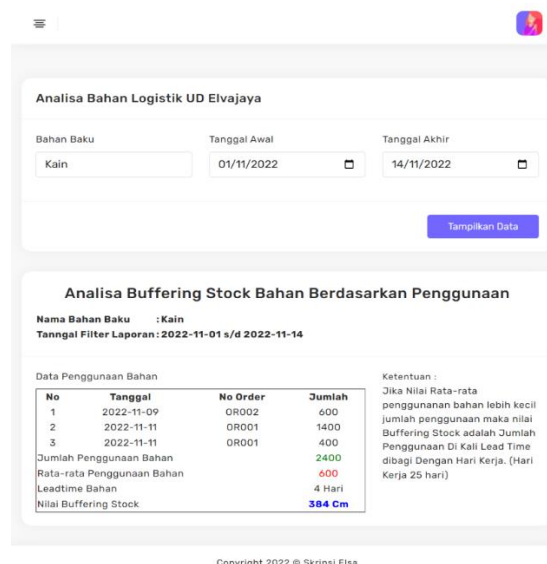 Analisa Bahan Logistik UD Elvajaya
Bahan Baku Tanggal Awal Tanggal Akhir
Kain 01/11/2022 14/11/2022
Tampilkan Data
Analisa Buffering Stock Bahan Berdasarkan Penggunaan
Nama Bahan Baku : Kain
Tanngal Filter Laporan : 2022-11-01 s/d 2022-11-14
Data Penggunaan Bahan
No Tanggal No Order Jumlah
1 2022-11-09 OR002 600
2 2022-11-11 OR001 1400
3 2022-11-11 OR001 400
Jumlah Penggunaan Bahan 2400
Rata-rata Penggunaan Bahan 600
Leadtime Bahan 4 Hari
Nilai Buffering Stock 384 Cm
Ketentuan :
Jika Nilai Rata-rata
penggunanan bahan lebih kecil
jumlah penggunaan maka nilai
Buffering Stock adalah Jumlah
Penggunaan Di Kali Lead Time
dibagi Dengan Hari Kerja. (Hari
Kerja 25 hari)
Copyright 2022 © Skripsi Elsa